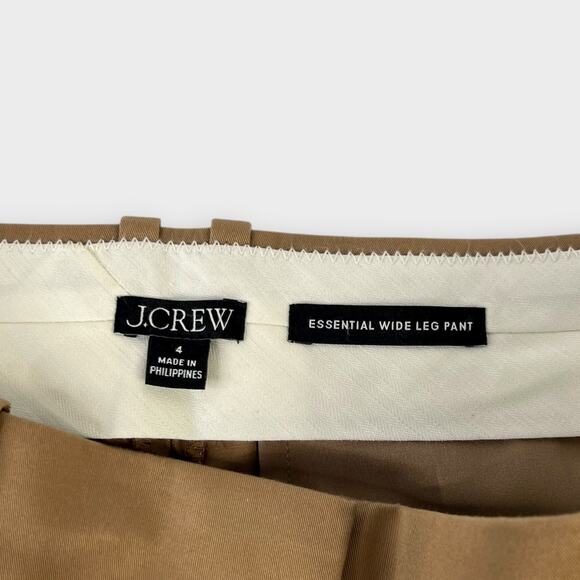 J.CREW
4
MADE IN
PHILIPPINES
ESSENTIAL WIDE LEG PANT